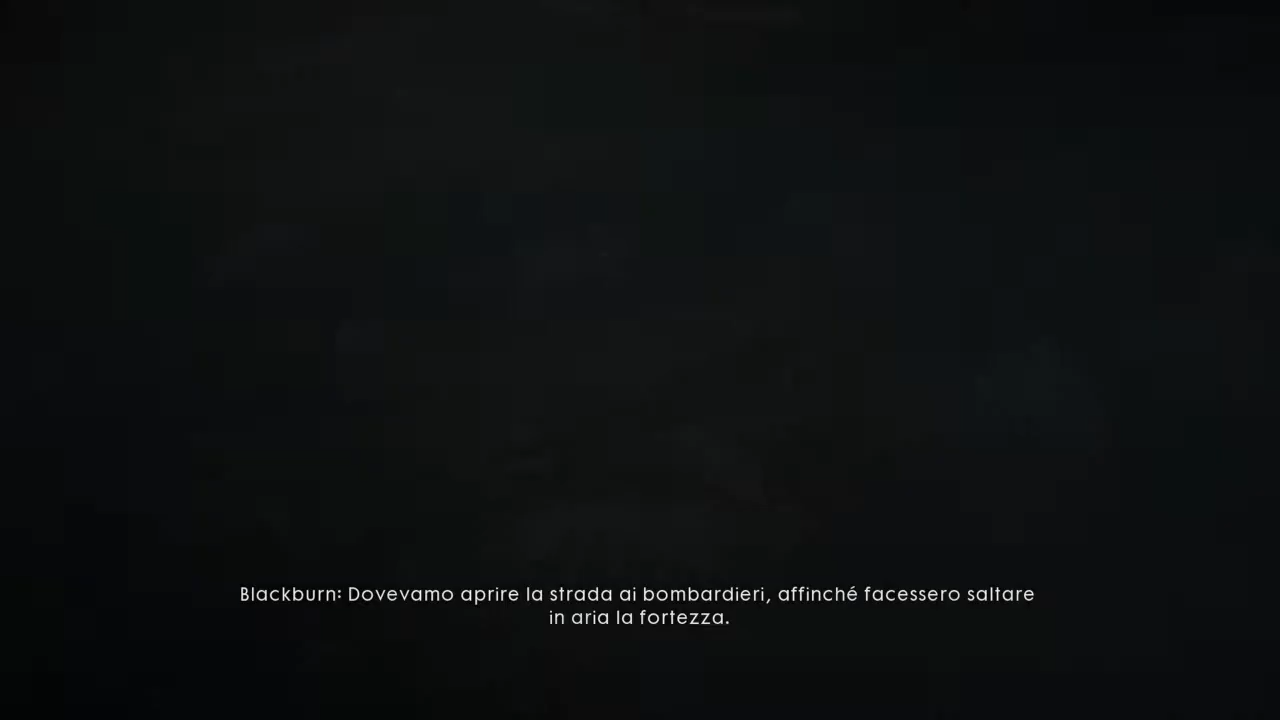 Blackburn: Dovevamo aprire la strada ai bombardieri, affinché facessero saltare
in aria la fortezza.